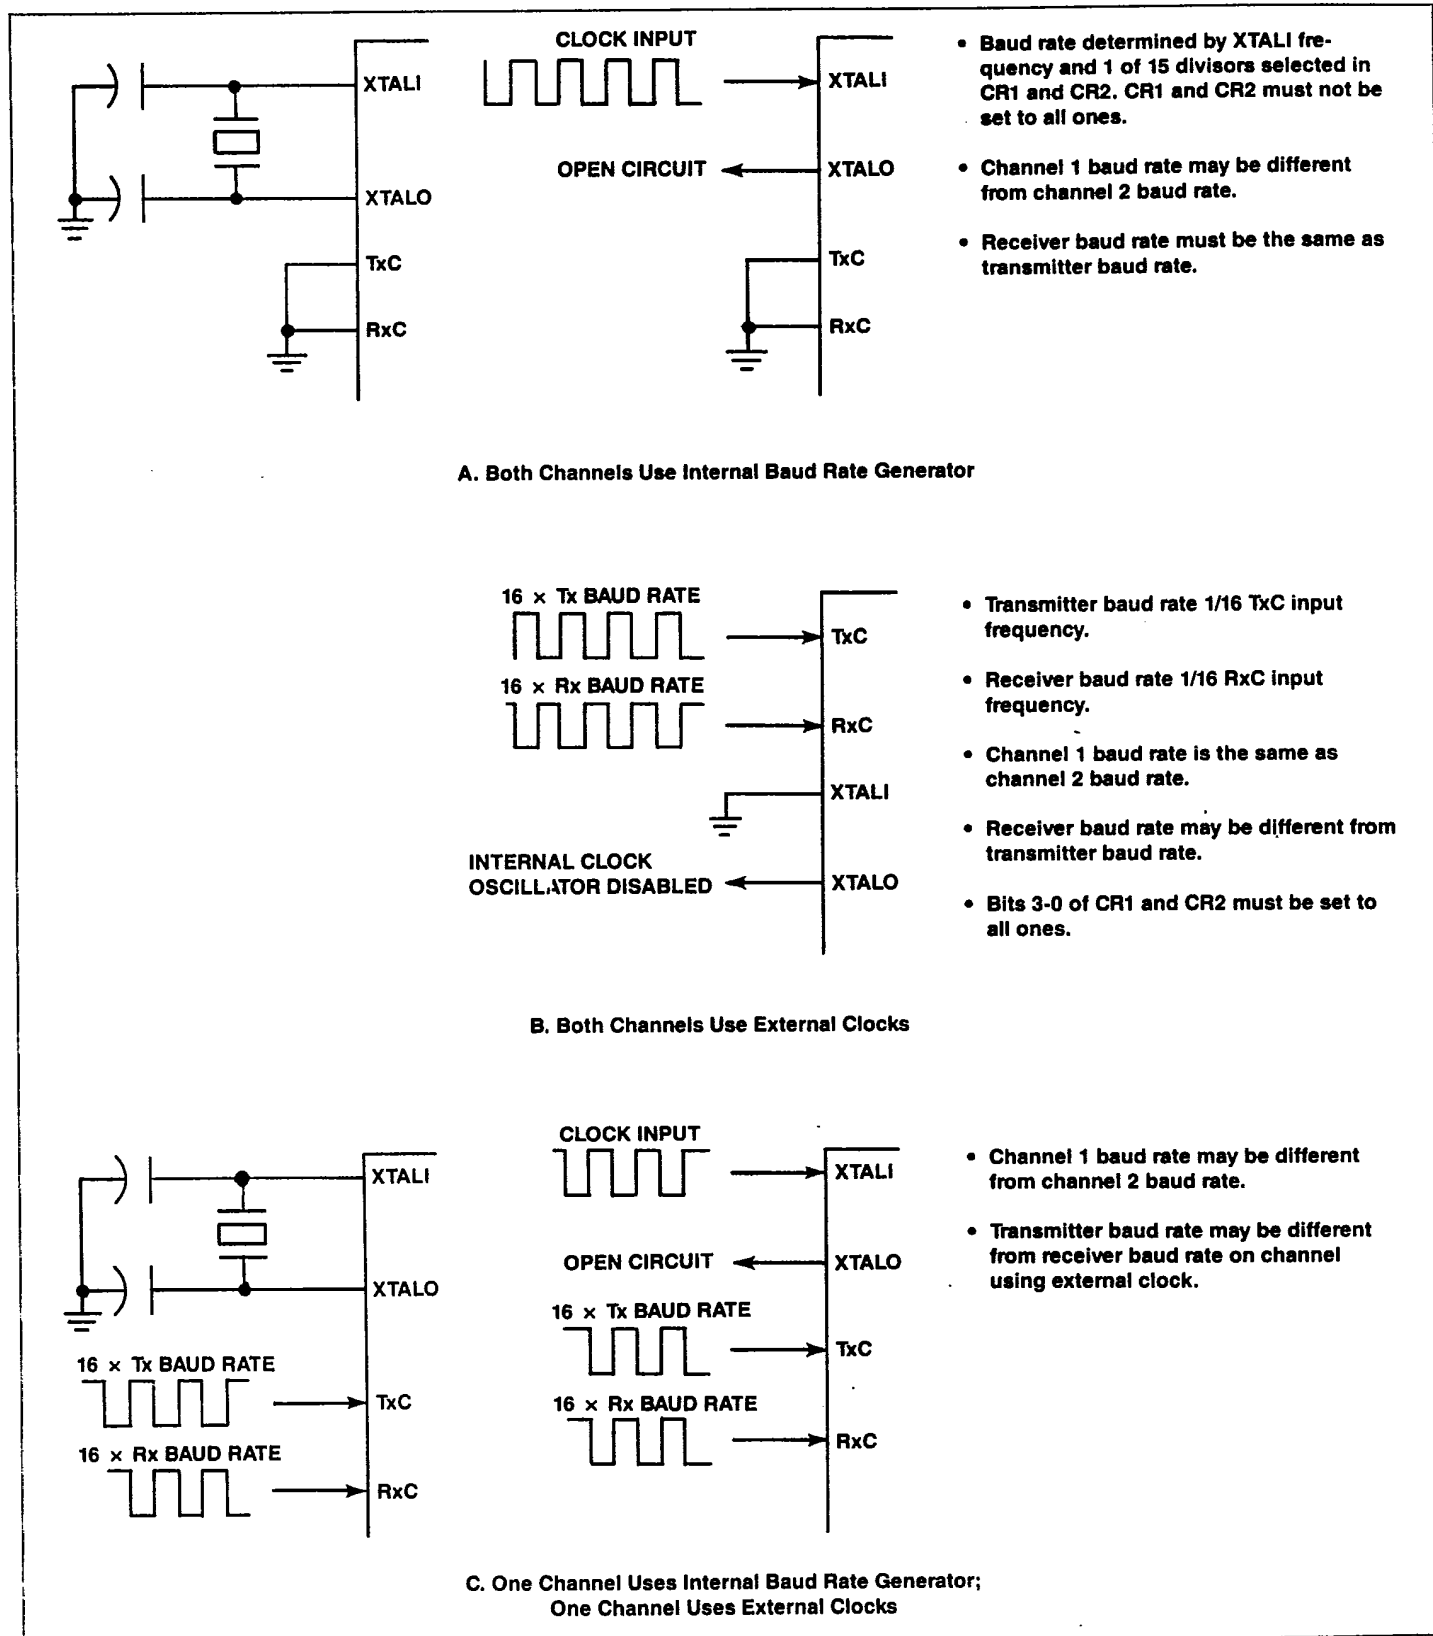 CLOCK INPUT
XTALI
XTALO
TxC
RxC
XTALI
OPEN CIRCUIT
XTALO
TxC
RxC
• Baud rate determined by XTALI fre-
quency and 1 of 15 divisors selected in
CR1 and CR2. CR1 and CR2 must not be
set to all ones.
• Channel 1 baud rate may be different
from channel 2 baud rate.
• Receiver baud rate must be the same as
transmitter baud rate.
A. Both Channels Use Internal Baud Rate Generator
16 × Tx BAUD RATE
TxC
16 × Rx BAUD RATE
RxC
XTALI
INTERNAL CLOCK
OSCILLATOR DISABLED
XTALO
• Transmitter baud rate 1/16 TxC input
frequency.
• Receiver baud rate 1/16 RxC input
frequency.
• Channel 1 baud rate is the same as
channel 2 baud rate.
• Receiver baud rate may be different from
transmitter baud rate.
• Bits 3-0 of CR1 and CR2 must be set to
all ones.
B. Both Channels Use External Clocks
XTALI
XTALO
16 × Tx BAUD RATE
TxC
16 × Rx BAUD RATE
RxC
CLOCK INPUT
XTALI
OPEN CIRCUIT
XTALO
16 × Tx BAUD RATE
TxC
16 × Rx BAUD RATE
RxC
• Channel 1 baud rate may be different
from channel 2 baud rate.
• Transmitter baud rate may be different
from receiver baud rate on channel
using external clock.
C. One Channel Uses Internal Baud Rate Generator;
One Channel Uses External Clocks